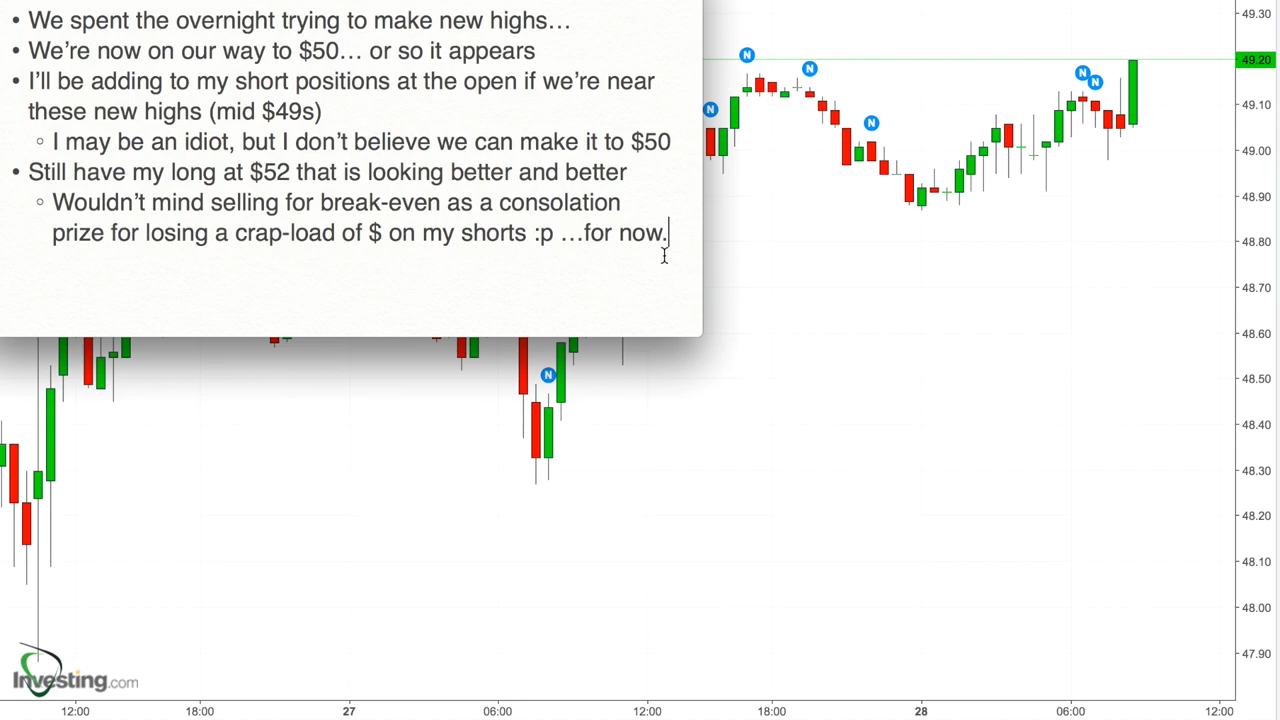 • We spent the overnight trying to make new highs…
• We’re now on our way to $50… or so it appears
• I’ll be adding to my short positions at the open if we’re near
these new highs (mid $49s)
◦ I may be an idiot, but I don’t believe we can make it to $50
• Still have my long at $52 that is looking better and better
◦ Wouldn’t mind selling for break-even as a consolation
prize for losing a crap-load of $ on my shorts :p …for now.
49.30
49.20
49.10
49.00
48.90
48.80
48.70
48.60
48.50
48.40
48.30
48.20
48.10
48.00
47.90
N
N
N
N
N
N
N
Investing.com
12:00 18:00 27 06:00 12:00 18:00 28 06:00 12:00